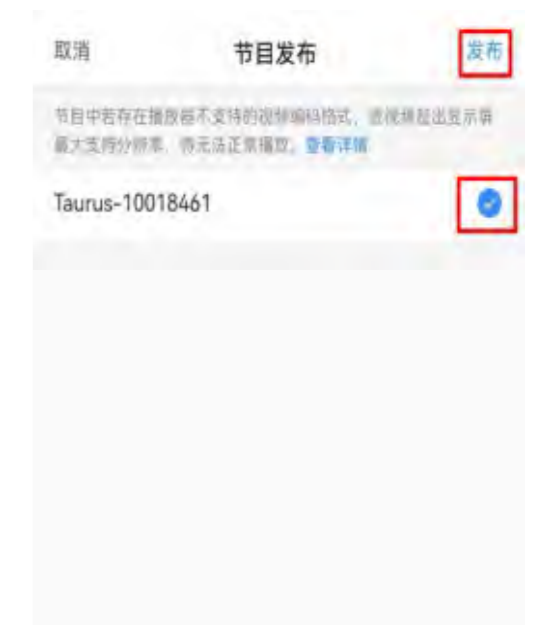 取消 节目发布 发布
节目中若存在播放器不支持的视频编码格式，或视频超出显示屏
最大支持分辨率，将无法正常播放。查看详情
Taurus-10018461